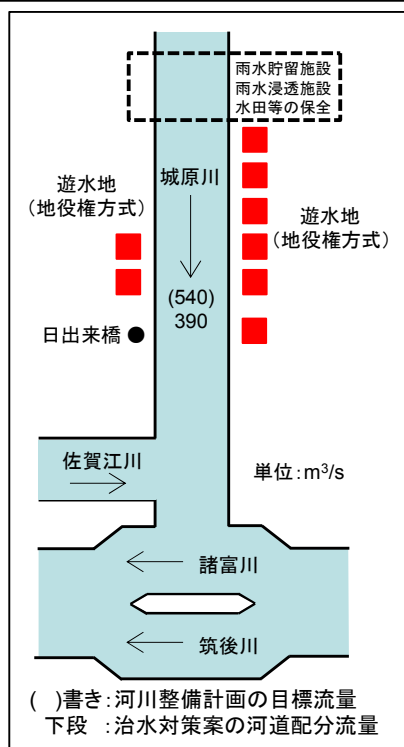 雨水貯留施設
雨水浸透施設
水田等の保全
城原川
遊水地
(地役権方式)
遊水地
(地役権方式)
(540)
390
日出来橋
佐賀江川
単位:m³/s
諸富川
筑後川
( )書き:河川整備計画の目標流量
下段 :治水対策案の河道配分流量